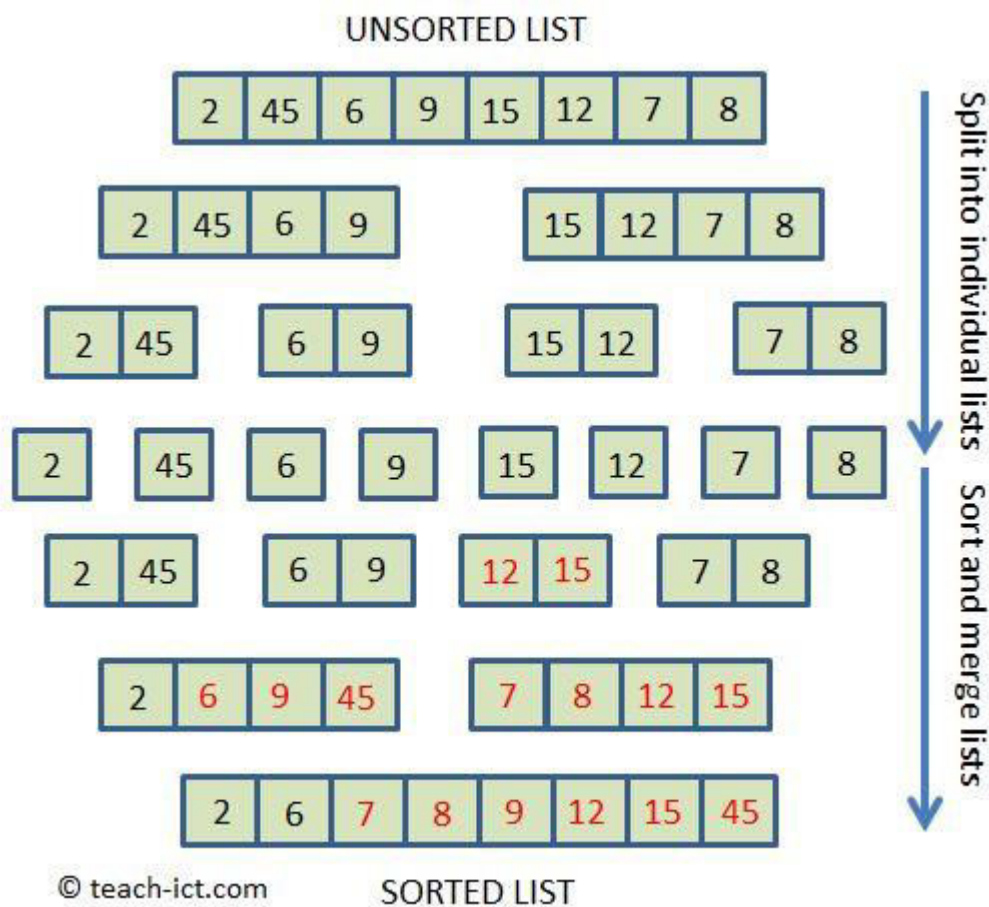 UNSORTED LIST
2 45 6 9 15 12 7 8
2 45 6 9 15 12 7 8
2 45 6 9 15 12 7 8
2 45 6 9 15 12 7 8
2 45 6 9 12 15 7 8
2 6 9 45 7 8 12 15
2 6 7 8 9 12 15 45
© teach-ict.com SORTED LIST
Split into individual lists
Sort and merge lists